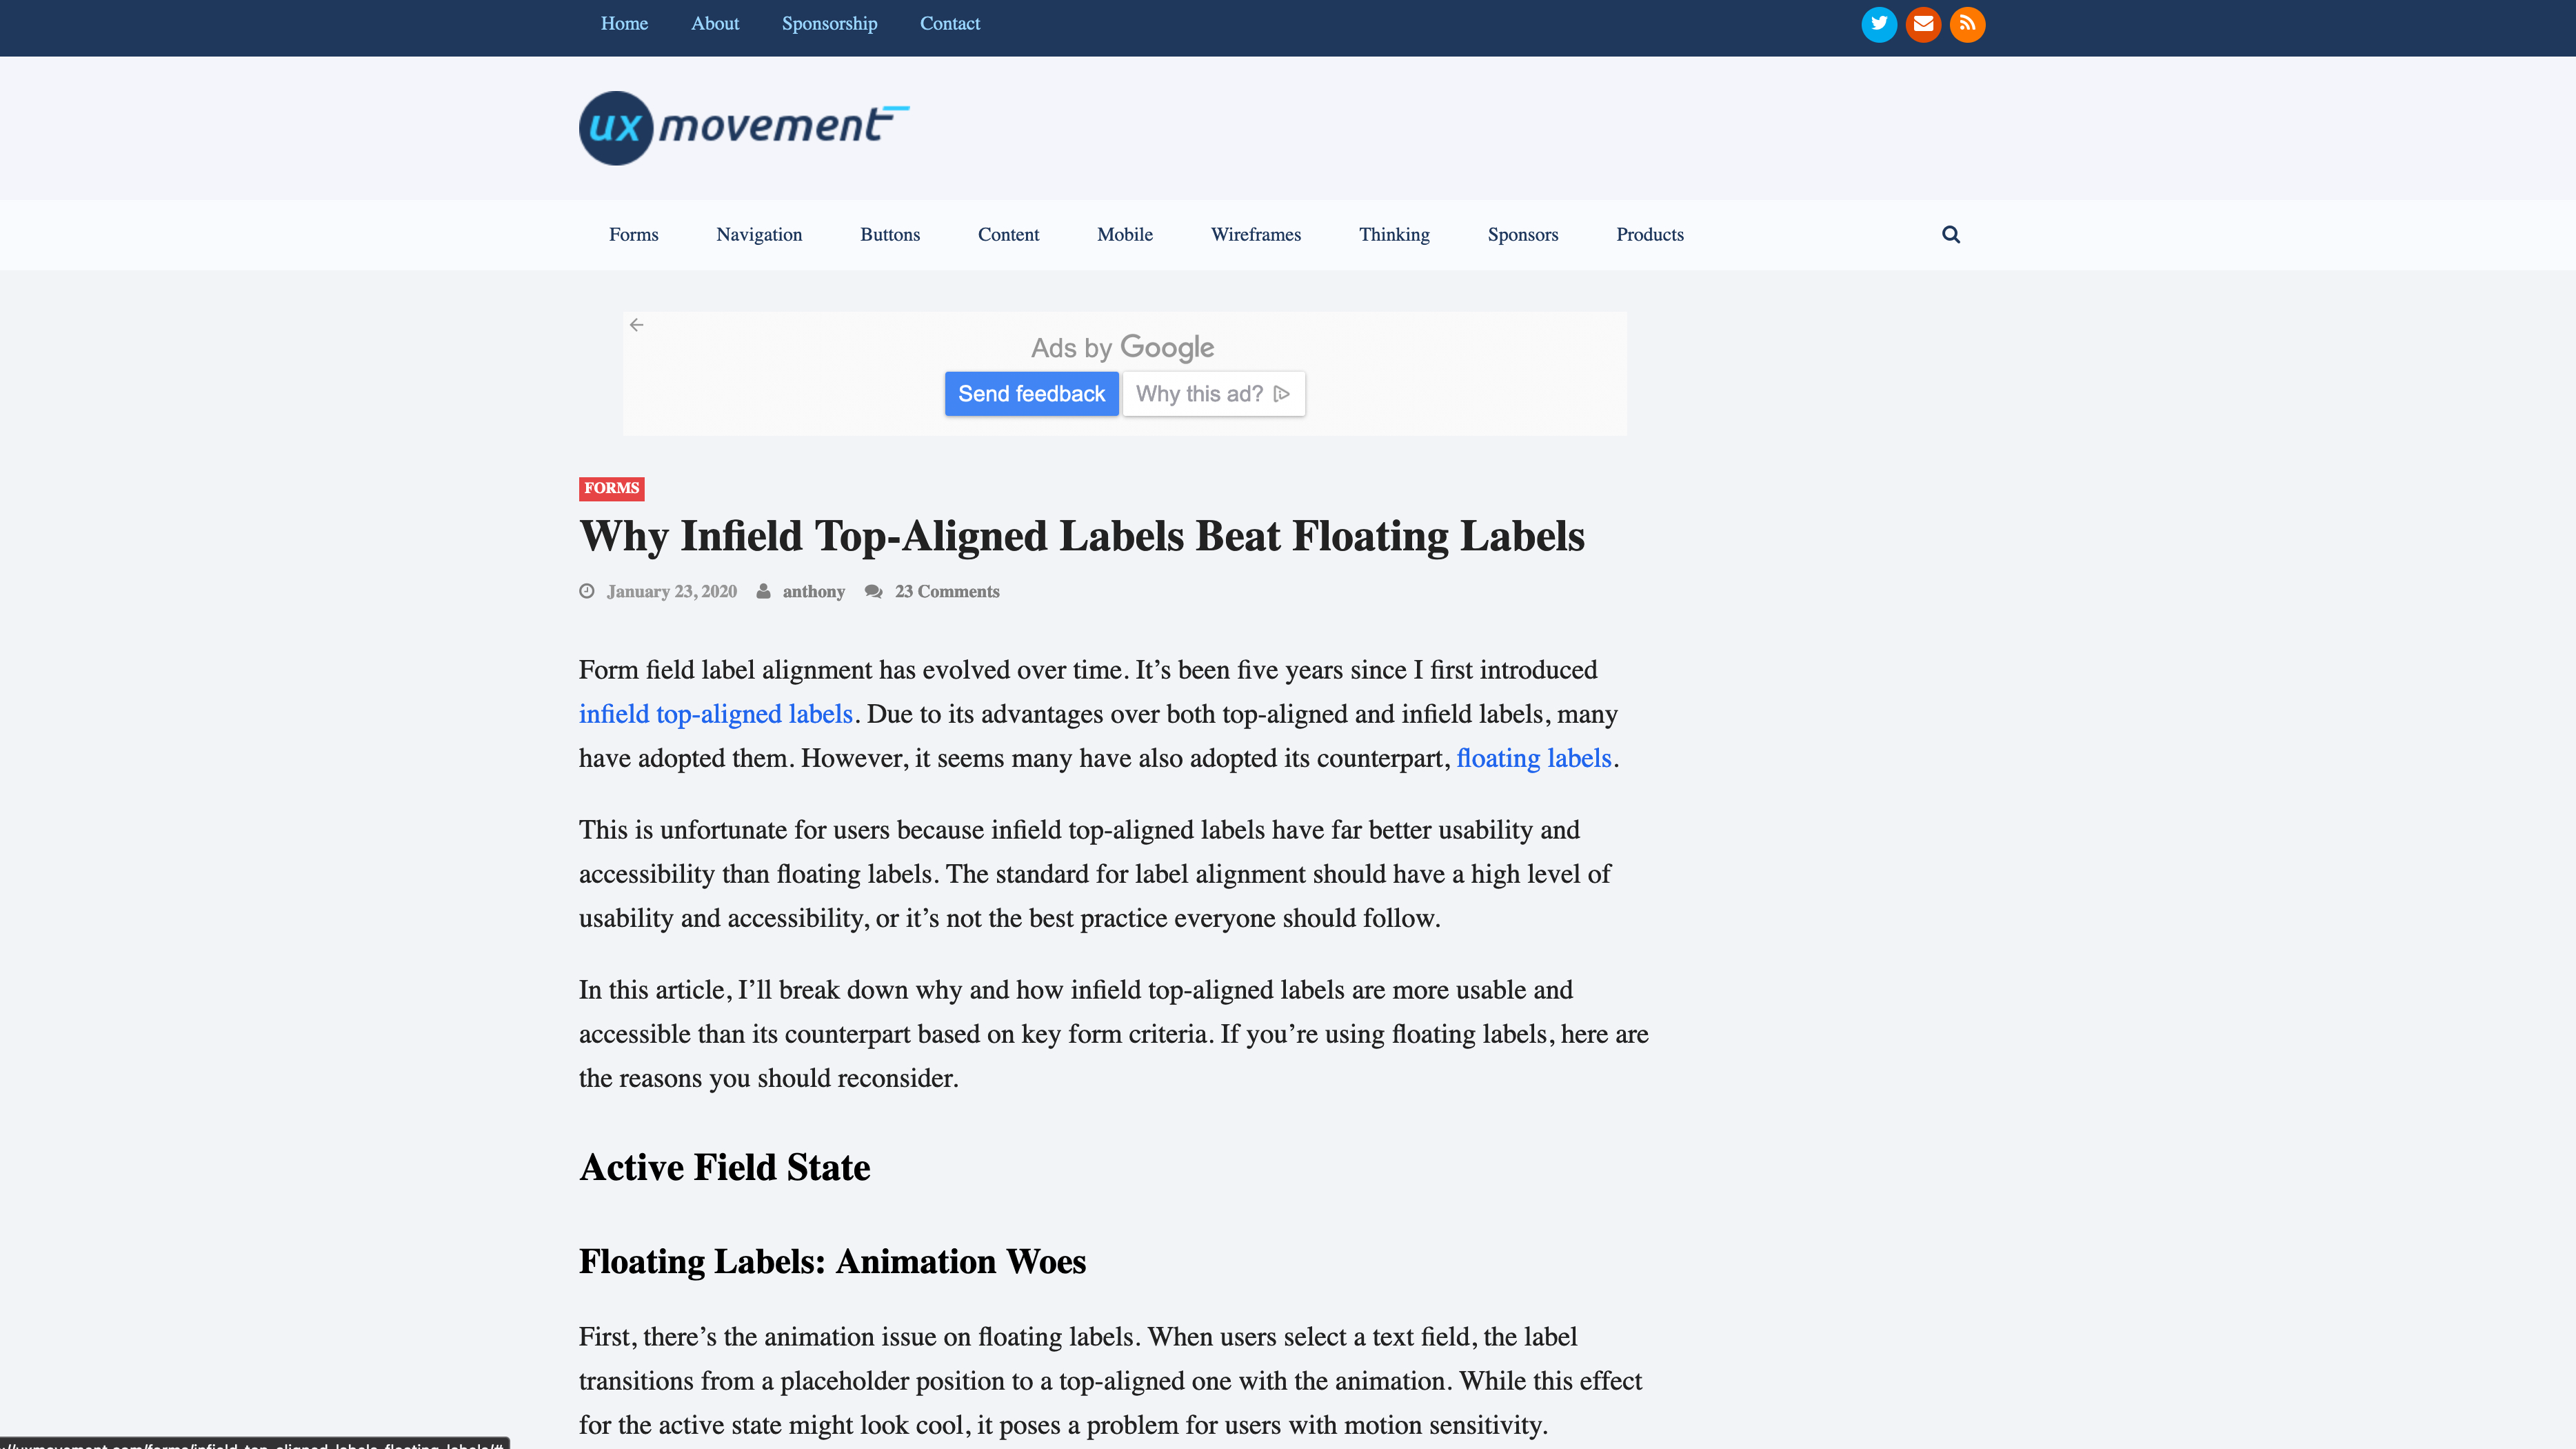 Home About Sponsorship Contact
ux movement
Forms Navigation Buttons Content Mobile Wireframes Thinking Sponsors Products
Ads by Google
Send feedback Why this ad?
FORMS
Why Infield Top-Aligned Labels Beat Floating Labels
January 23, 2020 anthony 23 Comments
Form field label alignment has evolved over time. It’s been five years since I first introduced
infield top-aligned labels. Due to its advantages over both top-aligned and infield labels, many
have adopted them. However, it seems many have also adopted its counterpart, floating labels.
This is unfortunate for users because infield top-aligned labels have far better usability and
accessibility than floating labels. The standard for label alignment should have a high level of
usability and accessibility, or it’s not the best practice everyone should follow.
In this article, I’ll break down why and how infield top-aligned labels are more usable and
accessible than its counterpart based on key form criteria. If you’re using floating labels, here are
the reasons you should reconsider.
Active Field State
Floating Labels: Animation Woes
First, there’s the animation issue on floating labels. When users select a text field, the label
transitions from a placeholder position to a top-aligned one with the animation. While this effect
for the active state might look cool, it poses a problem for users with motion sensitivity.